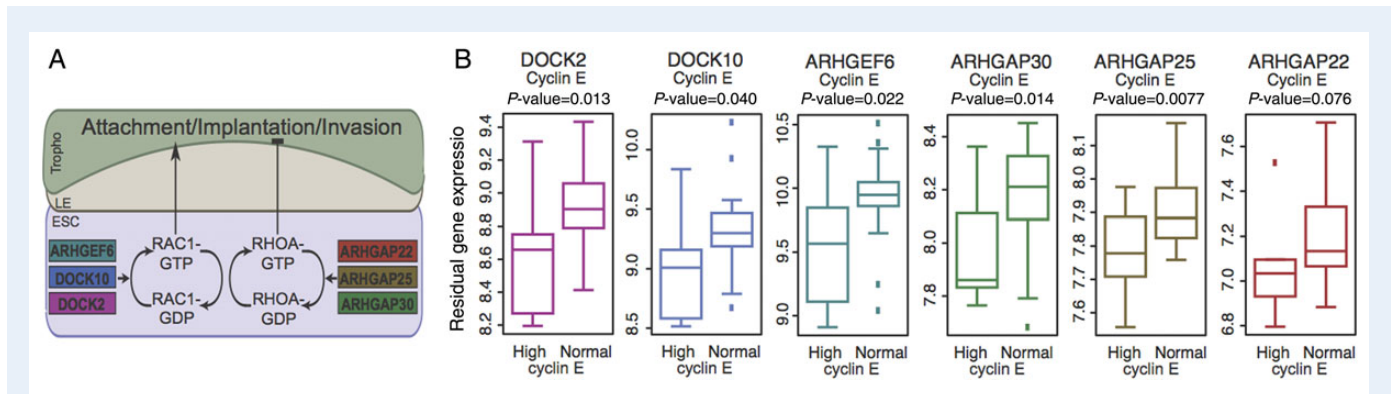 A
Attachment/Implantation/Invasion
Tropho
LE
ESC
ARHGEF6
DOCK10
DOCK2
RAC1-
GTP
RAC1-
GDP
RHOA-
GTP
RHOA-
GDP
ARHGAP22
ARHGAP25
ARHGAP30
B
Residual gene expressio
DOCK2
Cyclin E
P-value=0.013
9.4
9.2
9.0
8.8
8.6
8.4
8.2
High Normal
cyclin E
DOCK10
Cyclin E
P-value=0.040
10.0
9.5
9.0
8.5
High Normal
cyclin E
ARHGEF6
Cyclin E
P-value=0.022
10.5
10.0
9.5
9.0
High Normal
cyclin E
ARHGAP30
Cyclin E
P-value=0.014
8.4
8.2
8.0
7.8
High Normal
cyclin E
ARHGAP25
Cyclin E
P-value=0.0077
8.1
8.0
7.9
7.8
7.7
7.6
High Normal
cyclin E
ARHGAP22
Cyclin E
P-value=0.076
7.6
7.4
7.2
7.0
6.8
High Normal
cyclin E